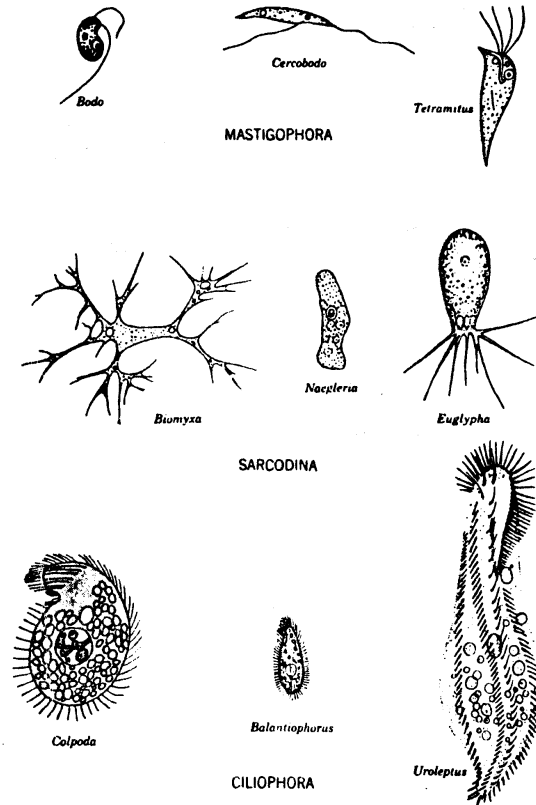 Bodo
Cercobodo
Tetramitus
MASTIGOPHORA
Biomyxa
Naegleria
Euglypha
SARCODINA
Colpoda
Balantiophorus
Uroleptus
CILIOPHORA